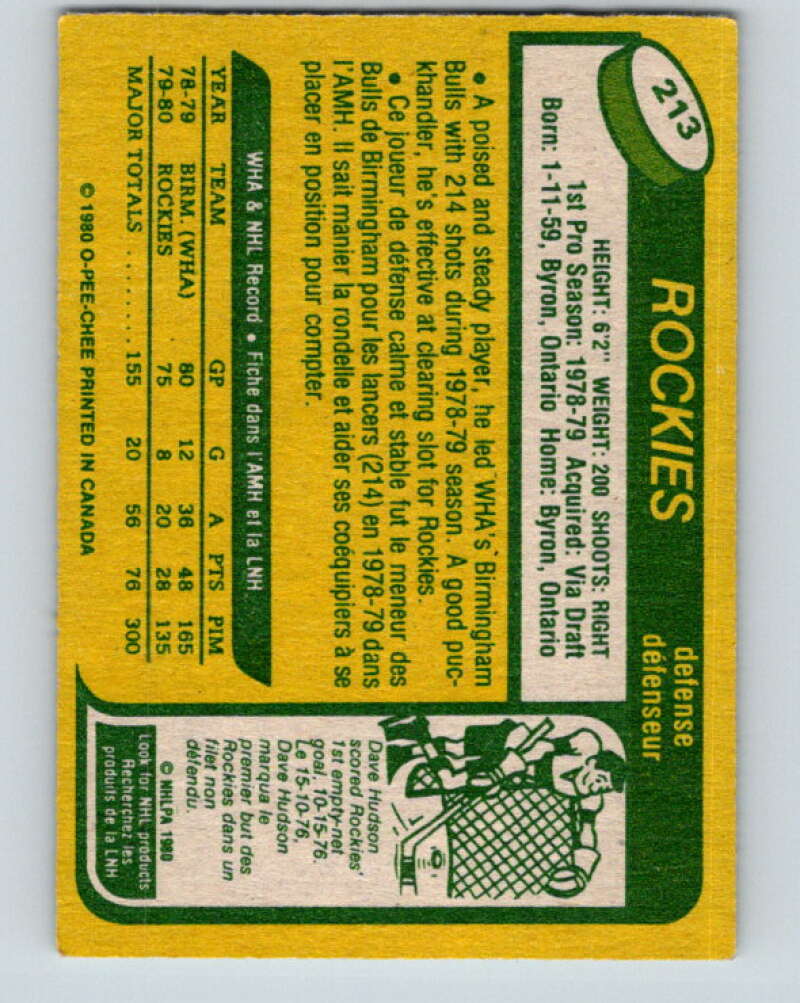 213
ROCKIES
defense
défenseur
HEIGHT: 6'2" WEIGHT: 200 SHOOTS: RIGHT
1st Pro Season: 1978-79 Acquired: Via Draft
Born: 1-11-59, Byron, Ontario Home: Byron, Ontario
• A poised and steady player, he led WHA's Birmingham
Bulls with 214 shots during 1978-79 season. A good puc-
khandler, he's effective at clearing slot for Rockies.
• Ce joueur de défense calme et stable fut le meneur des
Bulls de Birmingham pour les lancers (214) en 1978-79 dans
l'AMH. Il sait manier la rondelle et aider ses coéquipiers à se
placer en position pour compter.
WHA & NHL Record • Fiche dans l'AMH et la LNH
YEAR TEAM GP G A PTS PIM
78-79 BIRM. (WHA) 80 12 36 48 165
79-80 ROCKIES . 75 8 20 28 135
MAJOR TOTALS ........ 155 20 56 76 300
© 1980 O-PEE-CHEE PRINTED IN CANADA
Dave Hudson
scored Rockies'
1st empty-net
goal, 10-15-76.
Le 15-10-76,
Dave Hudson
marqua le
premier but des
Rockies dans un
filet non
défendu.
© NHLPA 1980
Look for NHL products
Recherchez les
produits de la LNH